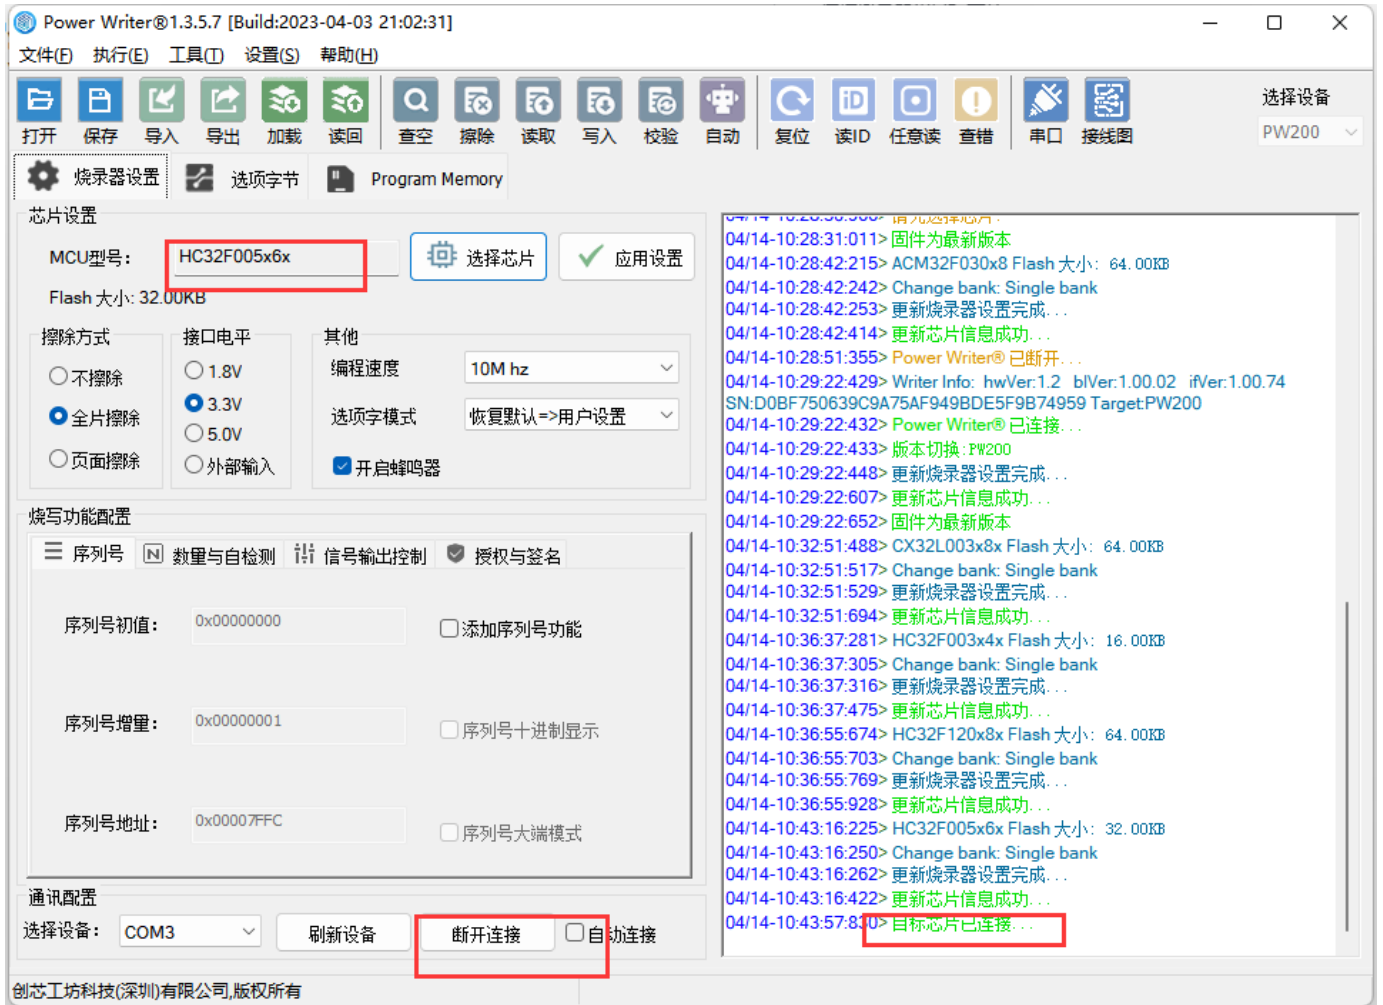 Power Writer®1.3.5.7 [Build:2023-04-03 21:02:31]
文件(F) 执行(E) 工具(T) 设置(S) 帮助(H)
打开 保存 导入 导出 加载 读回 查空 擦除 读取 写入 校验 自动 复位 读ID 任意读 查错 串口 接线图
选择设备
PW200
烧录器设置 选项字节 Program Memory
芯片设置
MCU型号: HC32F005x6x 选择芯片 应用设置
Flash 大小: 32.00KB
擦除方式
不擦除
全片擦除
页面擦除
接口电平
1.8V
3.3V
5.0V
外部输入
其他
编程速度 10M hz
选项字模式 恢复默认=>用户设置
开启蜂鸣器
烧写功能配置
序列号 数量与自检测 信号输出控制 授权与签名
序列号初值: 0x00000000 添加序列号功能
序列号增量: 0x00000001 序列号十进制显示
序列号地址: 0x00007FFC 序列号大端模式
通讯配置
选择设备: COM3 刷新设备 断开连接 自动连接
创芯工坊科技(深圳)有限公司,版权所有
请先选择芯片!
04/14-10:28:31:011> 固件为最新版本
04/14-10:28:42:215> ACM32F030x8 Flash 大小: 64.00KB
04/14-10:28:42:242> Change bank: Single bank
04/14-10:28:42:253> 更新烧录器设置完成...
04/14-10:28:42:414> 更新芯片信息成功...
04/14-10:28:51:355> Power Writer® 已断开...
04/14-10:29:22:429> Writer Info: hwVer:1.2 blVer:1.00.02 ifVer:1.00.74
SN:D0BF750639C9A75AF949BDE5F9B74959 Target:PW200
04/14-10:29:22:432> Power Writer® 已连接...
04/14-10:29:22:433> 版本切换:PW200
04/14-10:29:22:448> 更新烧录器设置完成...
04/14-10:29:22:607> 更新芯片信息成功...
04/14-10:29:22:652> 固件为最新版本
04/14-10:32:51:488> CX32L003x8x Flash 大小: 64.00KB
04/14-10:32:51:517> Change bank: Single bank
04/14-10:32:51:529> 更新烧录器设置完成...
04/14-10:32:51:694> 更新芯片信息成功...
04/14-10:36:37:281> HC32F003x4x Flash 大小: 16.00KB
04/14-10:36:37:305> Change bank: Single bank
04/14-10:36:37:316> 更新烧录器设置完成...
04/14-10:36:37:475> 更新芯片信息成功...
04/14-10:36:55:674> HC32F120x8x Flash 大小: 64.00KB
04/14-10:36:55:703> Change bank: Single bank
04/14-10:36:55:769> 更新烧录器设置完成...
04/14-10:36:55:928> 更新芯片信息成功...
04/14-10:43:16:225> HC32F005x6x Flash 大小: 32.00KB
04/14-10:43:16:250> Change bank: Single bank
04/14-10:43:16:262> 更新烧录器设置完成...
04/14-10:43:16:422> 更新芯片信息成功...
04/14-10:43:57:830> 目标芯片已连接...